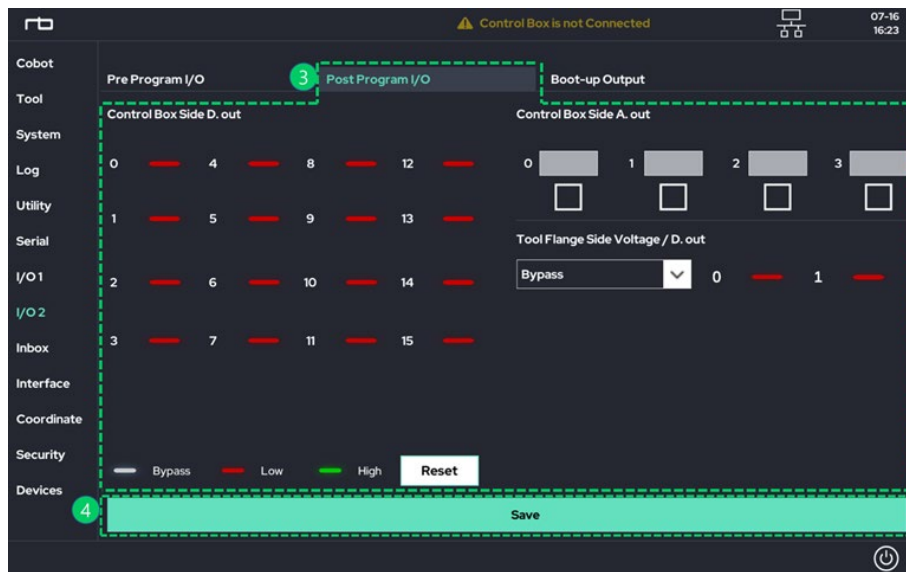 rb
Control Box is not Connected
07-16
16:23
Cobot
Tool
System
Log
Utility
Serial
I/O 1
I/O 2
Inbox
Interface
Coordinate
Security
Devices
Pre Program I/O
3
Post Program I/O
Boot-up Output
Control Box Side D. out
0 4 8 12
1 5 9 13
2 6 10 14
3 7 11 15
Bypass Low High Reset
Control Box Side A. out
0 1 2 3
Tool Flange Side Voltage / D. out
Bypass 0 1
4
Save